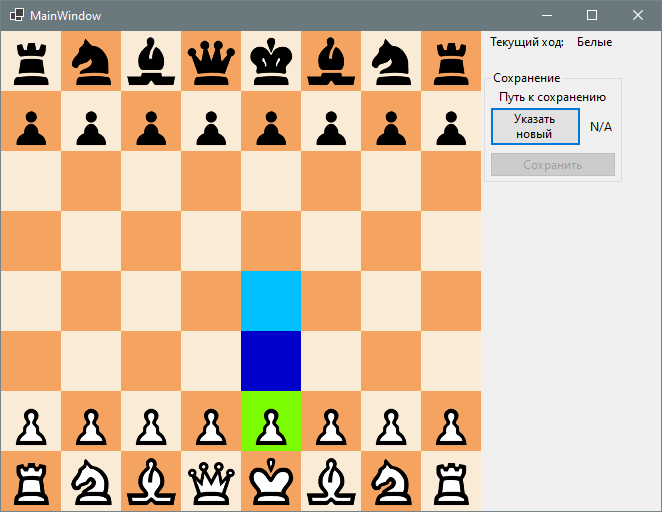 MainWindow
Текущий ход: Белые
Сохранение
Путь к сохранению
Указать
новый
N/A
Сохранить